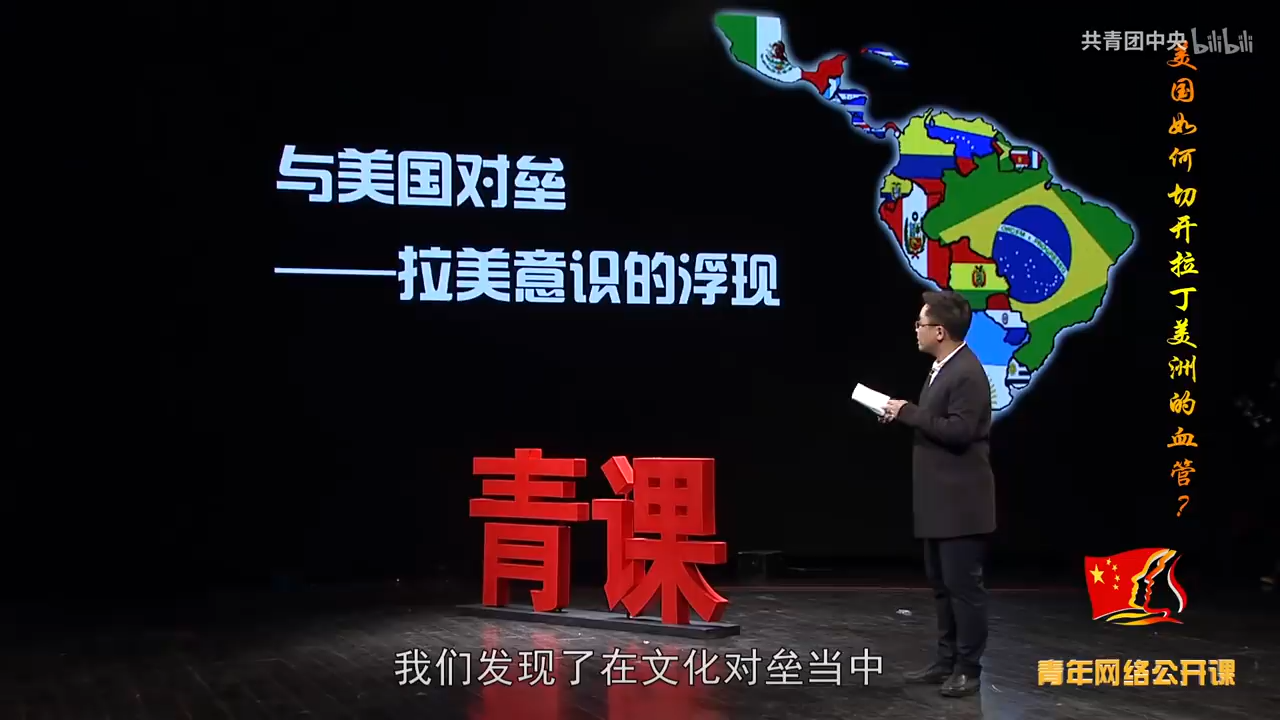 共青团中央 bilibili
与美国对垒
——拉美意识的浮现
美国如何切开拉丁美洲的血管?
青课
我们发现了在文化对垒当中
青年网络公开课